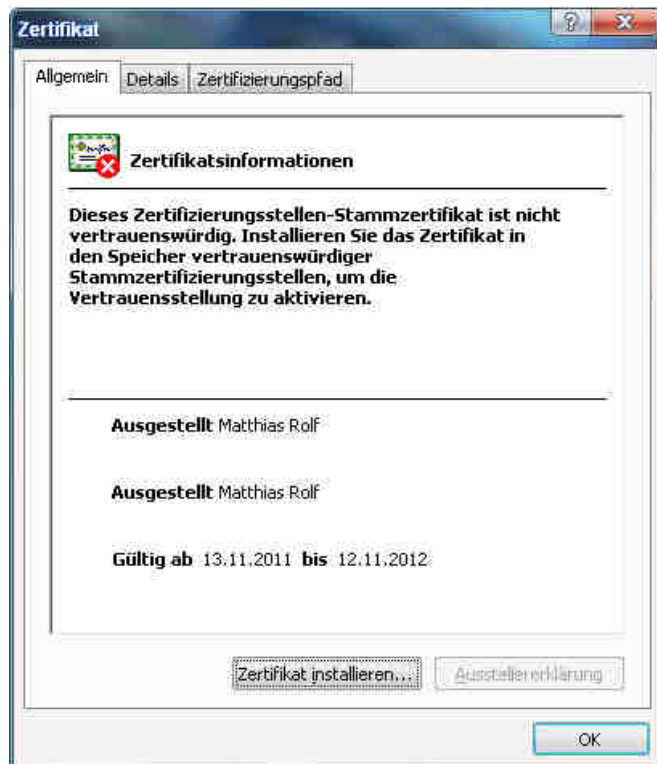 Zertifikat
Allgemein Details Zertifizierungspfad
Zertifikatsinformationen
Dieses Zertifizierungsstellen-Stammzertifikat ist nicht
vertrauenswürdig. Installieren Sie das Zertifikat in
den Speicher vertrauenswürdiger
Stammzertifizierungsstellen, um die
Vertrauensstellung zu aktivieren.
Ausgestellt Matthias Rolf
Ausgestellt Matthias Rolf
Gültig ab 13.11.2011 bis 12.11.2012
Zertifikat installieren... Ausstellererklärung
OK